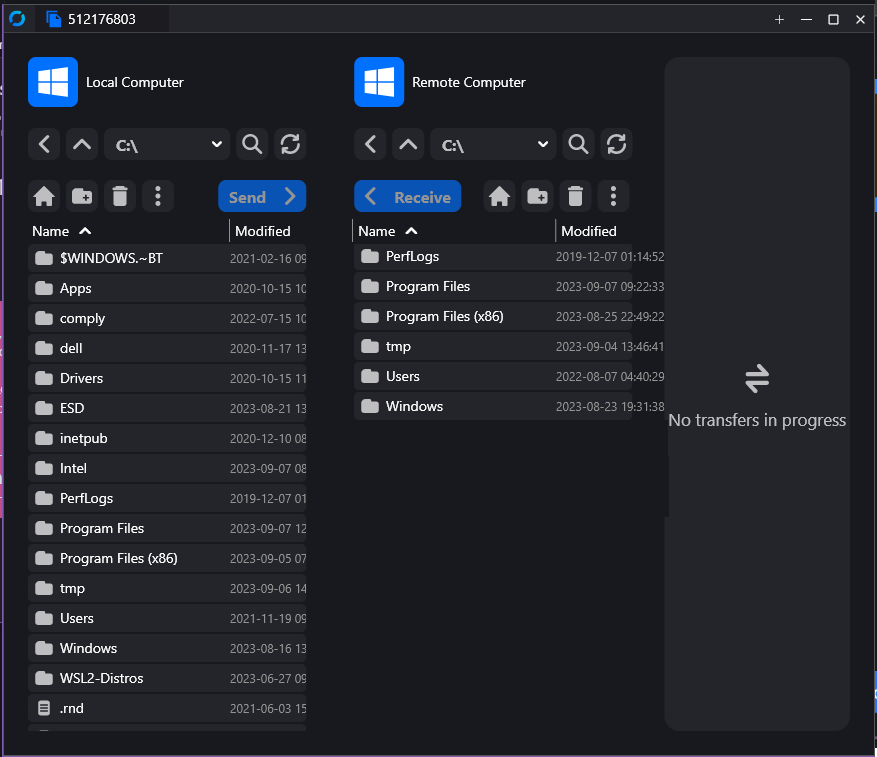 512176803
Local Computer
C:\
Send
Name Modified
$WINDOWS.~BT 2021-02-16 09
Apps 2020-10-15 10
comply 2022-07-15 10
dell 2020-11-17 13
Drivers 2020-10-15 11
ESD 2023-08-21 13
inetpub 2020-12-10 08
Intel 2023-09-07 08
PerfLogs 2019-12-07 01
Program Files 2023-09-07 12
Program Files (x86) 2023-09-05 07
tmp 2023-09-06 14
Users 2021-11-19 09
Windows 2023-08-16 13
WSL2-Distros 2023-06-27 09
.rnd 2021-06-03 15
Remote Computer
C:\
Receive
Name Modified
PerfLogs 2019-12-07 01:14:52
Program Files 2023-09-07 09:22:33
Program Files (x86) 2023-08-25 22:49:22
tmp 2023-09-04 13:46:41
Users 2022-08-07 04:40:29
Windows 2023-08-23 19:31:38
No transfers in progress